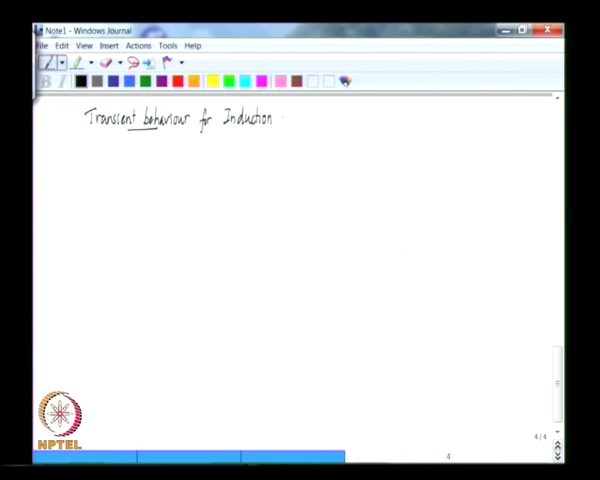 Note1 - Windows Journal
File Edit View Insert Actions Tools Help
B I
Transient behaviour for Induction
NPTEL
4/4
4